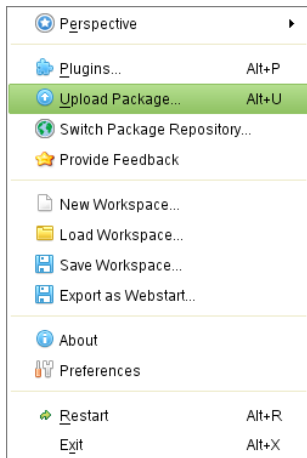 Perspective
Plugins... Alt+P
Upload Package... Alt+U
Switch Package Repository...
Provide Feedback
New Workspace...
Load Workspace...
Save Workspace...
Export as Webstart...
About
Preferences
Restart Alt+R
Exit Alt+X